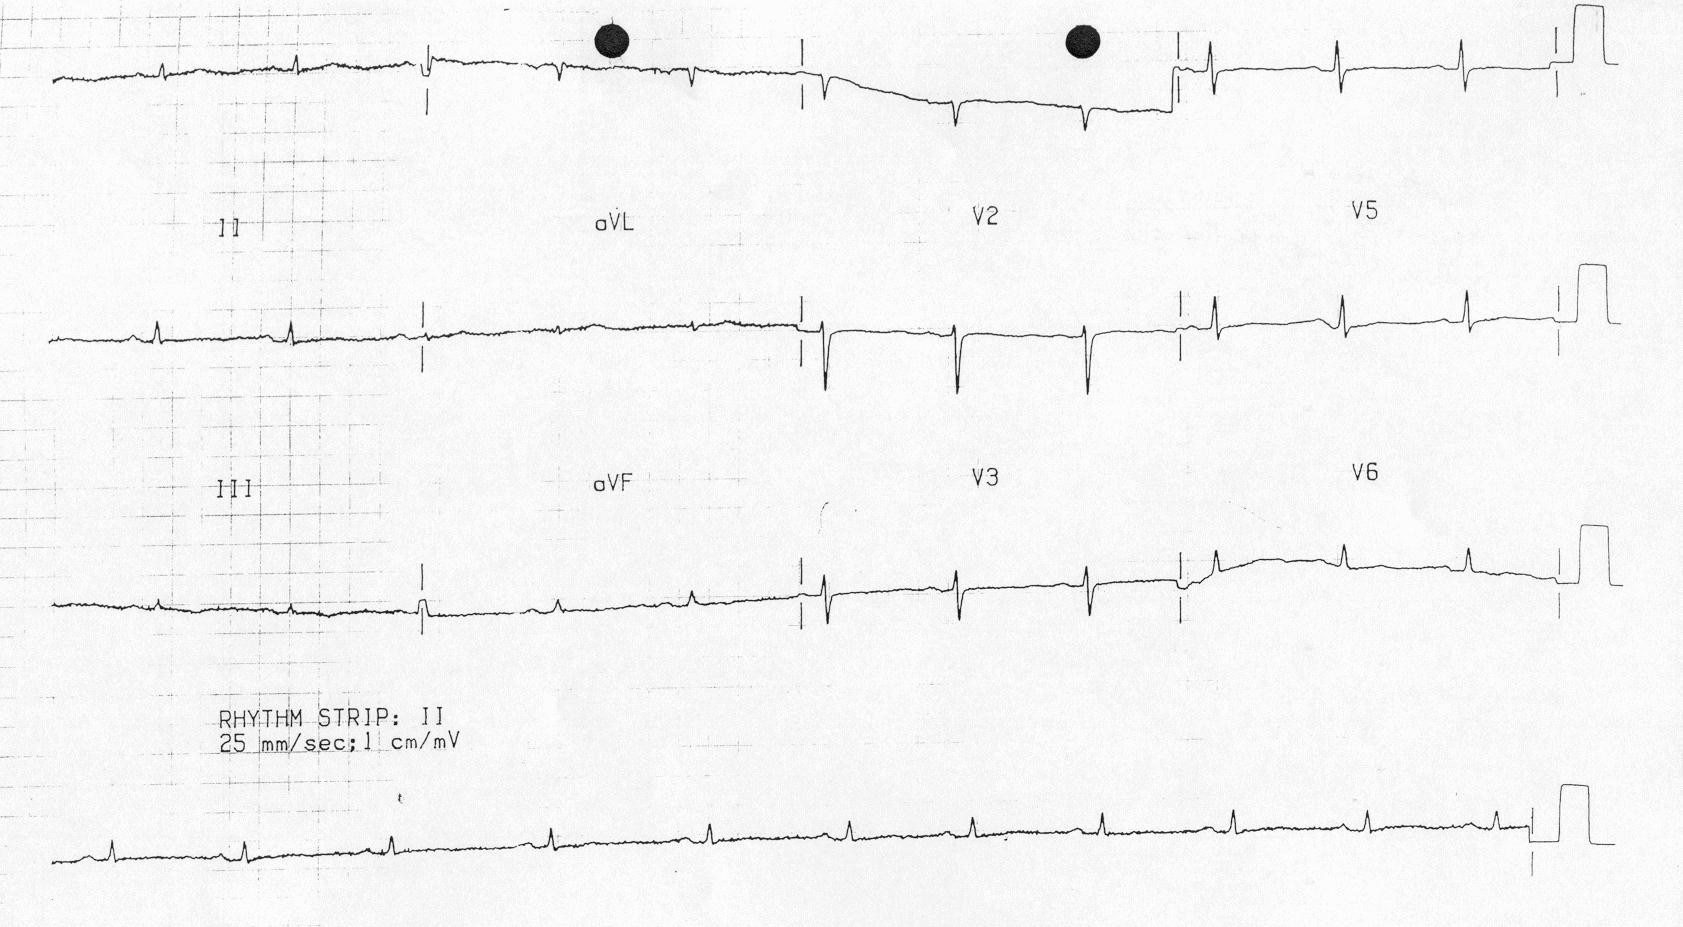 II aVL V2 V5
III aVF V3 V6
RHYTHM STRIP: II
25 mm/sec;1 cm/mV